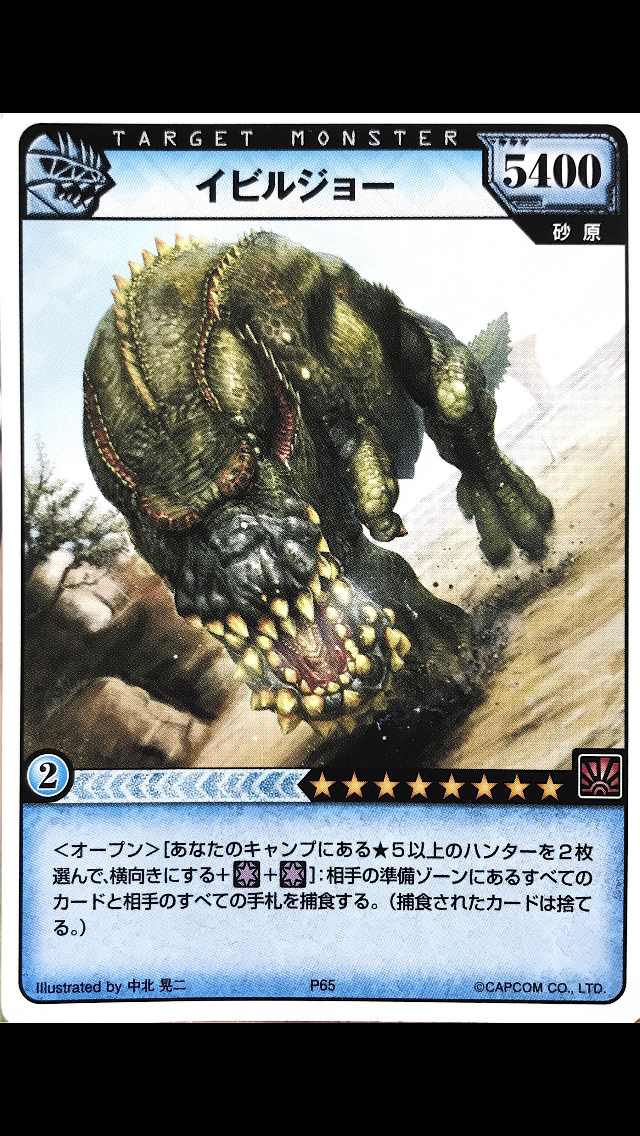 TARGET MONSTER
イビルジョー
5400
砂原
2
★★★★★★★★
<オープン>[あなたのキャンプにある★5以上のハンターを2枚
選んで、横向きにする+ + ]:相手の準備ゾーンにあるすべての
カードと相手のすべての手札を捕食する。(捕食されたカードは捨て
る。)
Illustrated by 中北 晃二 P65 ©CAPCOM CO., LTD.